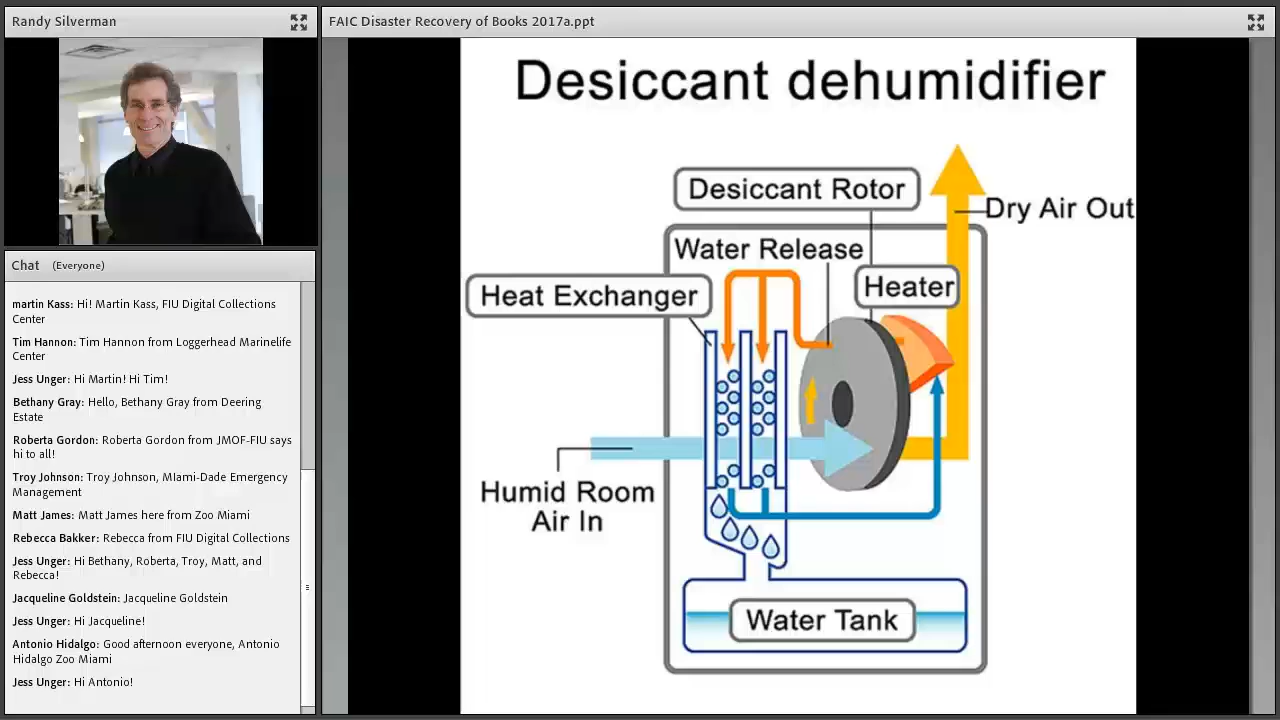 Randy Silverman
FAIC Disaster Recovery of Books 2017a.ppt
Chat (Everyone)
martin Kass: Hi! Martin Kass, FIU Digital Collections
Center
Tim Hannon: Tim Hannon from Loggerhead Marinelife
Center
Jess Unger: Hi Martin! Hi Tim!
Bethany Gray: Hello, Bethany Gray from Deering
Estate
Roberta Gordon: Roberta Gordon from JMOF-FIU says
hi to all!
Troy Johnson: Troy Johnson, MIami-Dade Emergency
Management
Matt James: Matt James here from Zoo Miami
Rebecca Bakker: Rebecca from FIU Digital Collections
Jess Unger: Hi Bethany, Roberta, Troy, Matt, and
Rebecca!
Jacqueline Goldstein: Jacqueline Goldstein
Jess Unger: Hi Jacquetine!
Antonio Hidalgo: Good afternoon everyone, Antonio
Hidalgo Zoo Miami
Jess Unger: Hi Antonio!
Desiccant dehumidifier
Desiccant Rotor
Dry Air Out
Water Release
Heater
Heat Exchanger
Humid Room
Air In
Water Tank